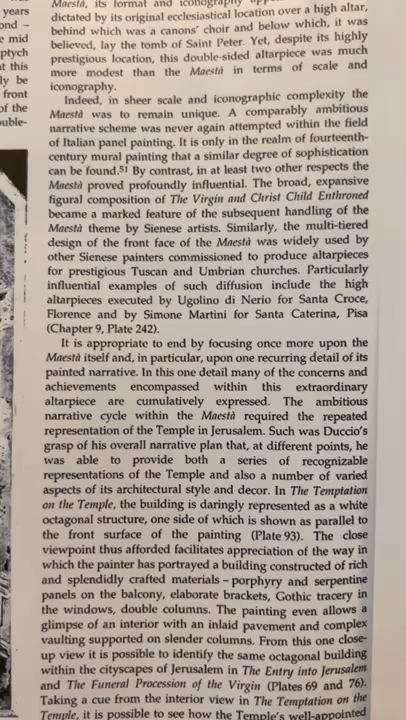 years
ond –
e mid
ptych
t this
ly be
front
of the
ouble-
Maestà, its format and iconography
dictated by its original ecclesiastical location over a high altar,
behind which was a canons' choir and below which, it was
believed, lay the tomb of Saint Peter. Yet, despite its highly
prestigious location, this double-sided altarpiece was much
more modest than the Maestà in terms of scale and
iconography.
Indeed, in sheer scale and iconographic complexity the
Maestà was to remain unique. A comparably ambitious
narrative scheme was never again attempted within the field
of Italian panel painting. It is only in the realm of fourteenth-
century mural painting that a similar degree of sophistication
can be found.51 By contrast, in at least two other respects the
Maestà proved profoundly influential. The broad, expansive
figural composition of The Virgin and Christ Child Enthroned
became a marked feature of the subsequent handling of the
Maestà theme by Sienese artists. Similarly, the multi-tiered
design of the front face of the Maestà was widely used by
other Sienese painters commissioned to produce altarpieces
for prestigious Tuscan and Umbrian churches. Particularly
influential examples of such diffusion include the high
altarpieces executed by Ugolino di Nerio for Santa Croce,
Florence and by Simone Martini for Santa Caterina, Pisa
(Chapter 9, Plate 242).
It is appropriate to end by focusing once more upon the
Maestà itself and, in particular, upon one recurring detail of its
painted narrative. In this one detail many of the concerns and
achievements encompassed within this extraordinary
altarpiece are cumulatively expressed. The ambitious
narrative cycle within the Maestà required the repeated
representation of the Temple in Jerusalem. Such was Duccio's
grasp of his overall narrative plan that, at different points, he
was able to provide both a series of recognizable
representations of the Temple and also a number of varied
aspects of its architectural style and decor. In The Temptation
on the Temple, the building is daringly represented as a white
octagonal structure, one side of which is shown as parallel to
the front surface of the painting (Plate 93). The close
viewpoint thus afforded facilitates appreciation of the way in
which the painter has portrayed a building constructed of rich
and splendidly crafted materials – porphyry and serpentine
panels on the balcony, elaborate brackets, Gothic tracery in
the windows, double columns. The painting even allows a
glimpse of an interior with an inlaid pavement and complex
vaulting supported on slender columns. From this one close-
up view it is possible to identify the same octagonal building
within the cityscapes of Jerusalem in The Entry into Jerusalem
and The Funeral Procession of the Virgin (Plates 69 and 76).
Taking a cue from the interior view in The Temptation on the
Temple, it is possible to see how the Temple's well-appointed